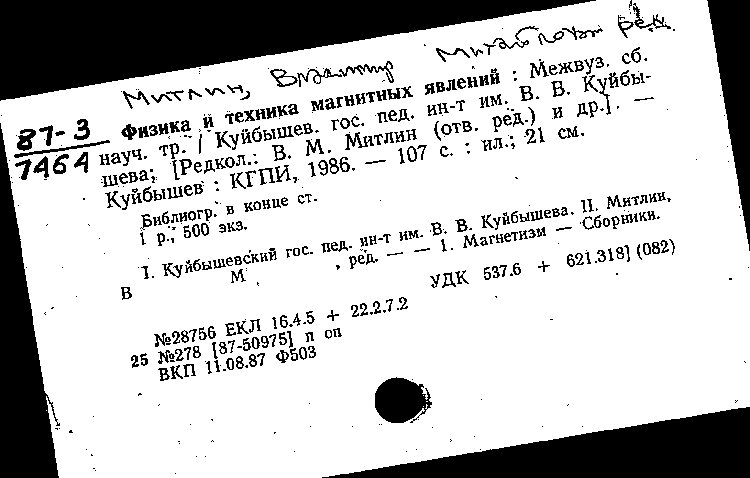 Митлин, Владимир Михайлович ред.
87-3
7464
Физика и техника магнитных явлений : Межвуз. сб.
науч. тр. / Куйбышев. гос. пед. ин-т им. В. В. Куйбы-
шева; [Редкол.: В. М. Митлин (отв. ред.) и др.]. —
Куйбышев : КГПИ, 1986. — 107 с. : ил.; 21 см.
Библиогр. в конце ст.
1 р., 500 экз.
I. Куйбышевский гос. пед. ин-т им. В. В. Куйбышева. II. Митлин,
В М , ред. — — 1. Магнетизм — Сборники.
УДК 537.6 + 621.318] (082)
№28756 ЕКЛ 16.4.5 + 22.2.7.2
25 №278 [87-50975] п оп
ВКП 11.08.87 Ф503